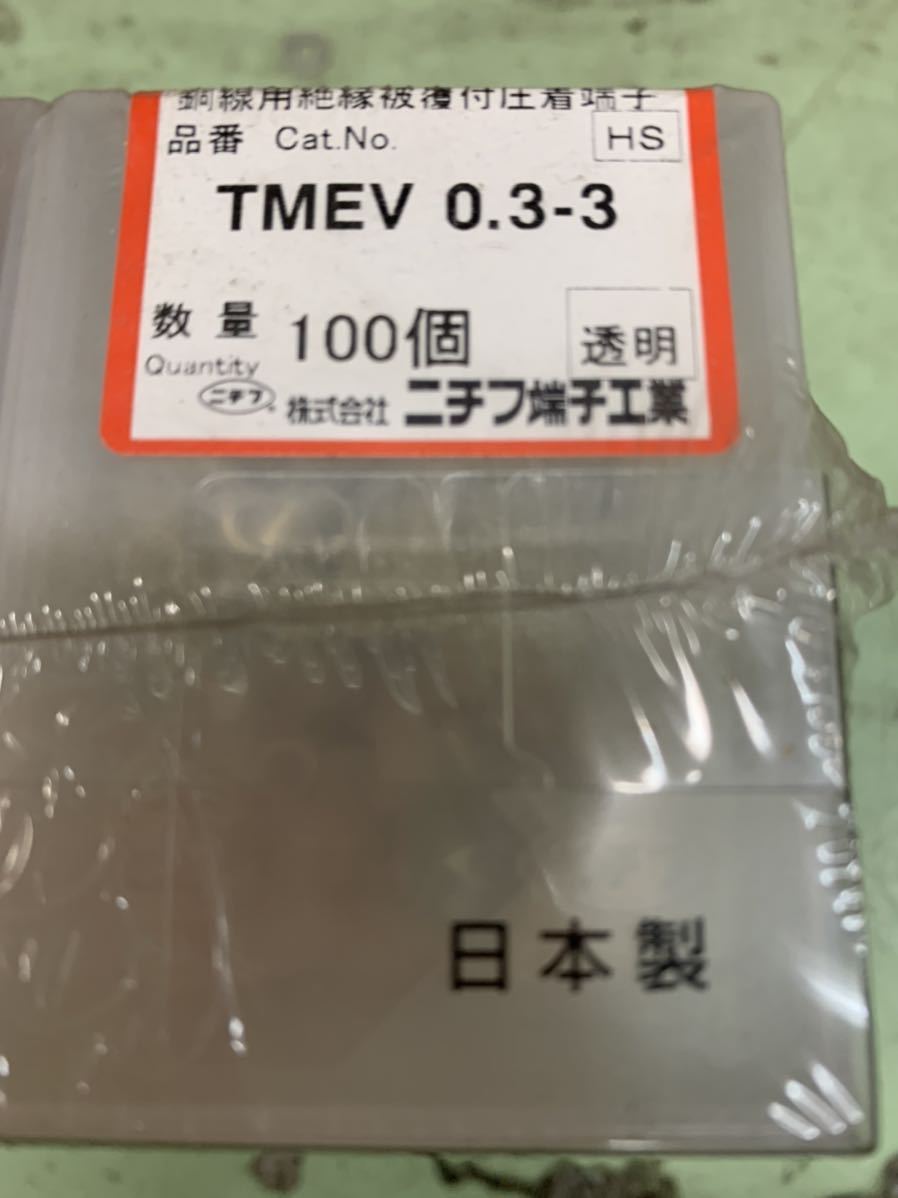 銅線用絶縁被覆付圧着端子
品番 Cat.No. HS
TMEV 0.3-3
数量 100個 透明
Quantity
ニチフ 株式会社 ニチフ端子工業
日本製